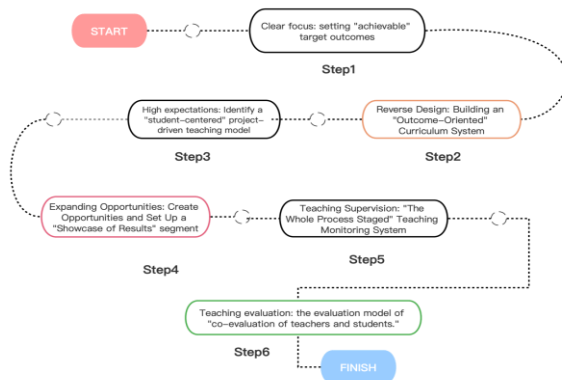 START
Clear focus: setting "achievable"
target outcomes
Step1
High expectations: Identify a
"student-centered" project-
driven teaching model
Step3
Reverse Design: Building an
"Outcome-Oriented"
Curriculum System
Step2
Expanding Opportunities: Create
Opportunities and Set Up a
"Showcase of Results" segment
Step4
Teaching Supervision: "The
Whole Process Staged" Teaching
Monitoring System
Step5
Teaching evaluation: the evaluation model of
"co-evaluation of teachers and students."
Step6
FINISH